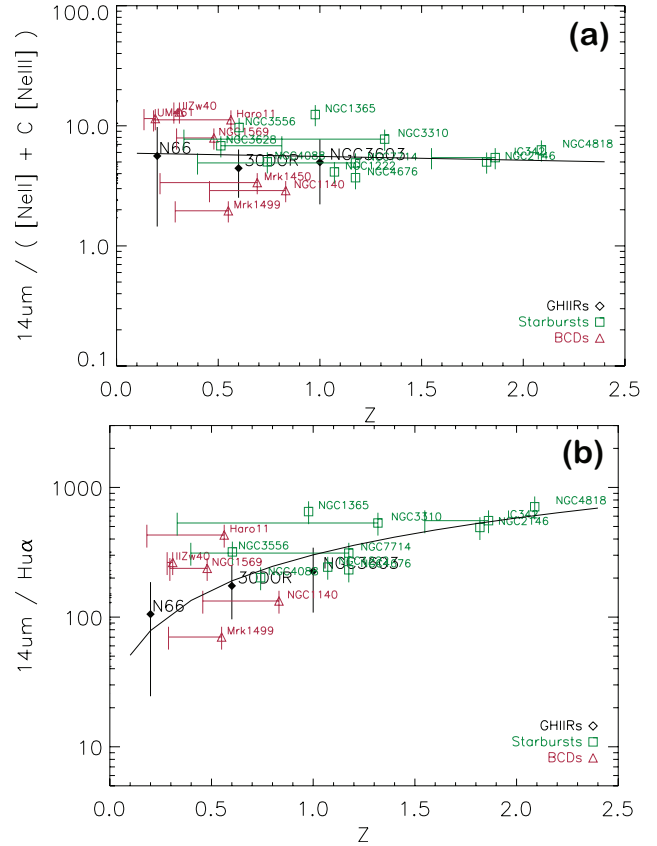 (a)
14um / ( [NeII] + C [NeIII] )
100.0
10.0
1.0
0.1
IIZw40
Haro11
NGC1365
NGC3556
NGC1569
NGC3310
NGC3628
NGC4818
N66
30DOR
NGC4088
NGC3603
NGC2146
NGC1222
Mrk1450
NGC4676
NGC1140
Mrk1499
GHIIRs
Starbursts
BCDs
0.0 0.5 1.0 1.5 2.0 2.5
Z
(b)
14um / Huα
1000
100
10
NGC1365
NGC4818
NGC3310
Haro11
NGC2146
NGC3556
NGC7714
IIZw40
NGC1569
NGC4088
30DOR
NGC3603
N66
NGC1140
Mrk1499
GHIIRs
Starbursts
BCDs
0.0 0.5 1.0 1.5 2.0 2.5
Z